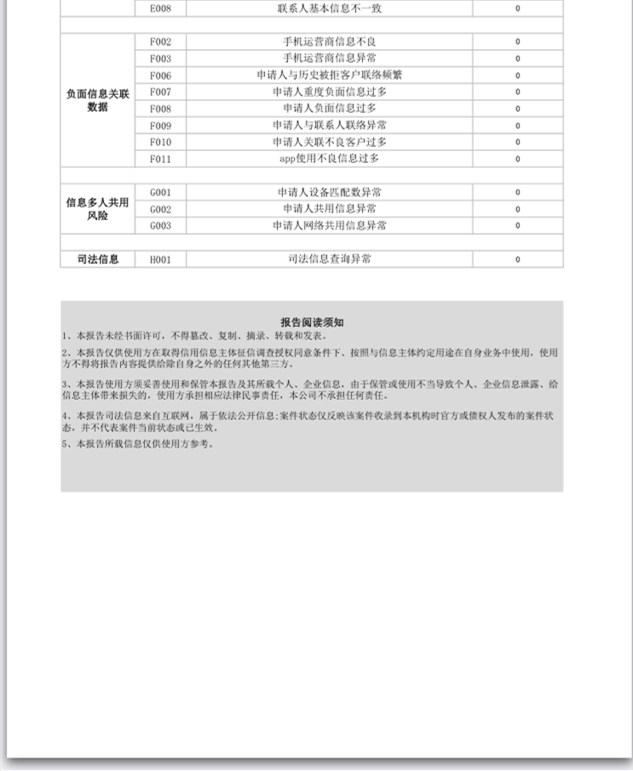 E008 联系人基本信息不一致 0
负面信息关联数据
F002 手机运营商信息不良 0
F003 手机运营商信息异常 0
F006 申请人与历史被拒客户联络频繁 0
F007 申请人重度负面信息过多 0
F008 申请人负面信息过多 0
F009 申请人与联系人联络异常 0
F010 申请人关联不良客户过多 0
F011 app使用不良信息过多 0
信息多人共用风险
G001 申请人设备匹配数异常 0
G002 申请人共用信息异常 0
G003 申请人网络共用信息异常 0
司法信息 H001 司法信息查询异常 0
报告阅读须知
1、本报告未经书面许可，不得篡改、复制、摘录、转载和发表。
2、本报告仅供使用方在取得信用信息主体征信调查授权同意条件下、按照与信息主体约定用途在自身业务中使用，使用
方不得将报告内容提供给除自身之外的任何其他第三方。
3、本报告使用方须妥善使用和保管本报告及其所载个人、企业信息，由于保管或使用不当导致个人、企业信息泄露、给
信息主体带来损失的，使用方承担相应法律民事责任，本公司不承担任何责任。
4、本报告司法信息来自互联网，属于依法公开信息;案件状态仅反映该案件收录到本机构时官方或债权人发布的案件状
态，并不代表案件当前状态或已生效。
5、本报告所载信息仅供使用方参考。